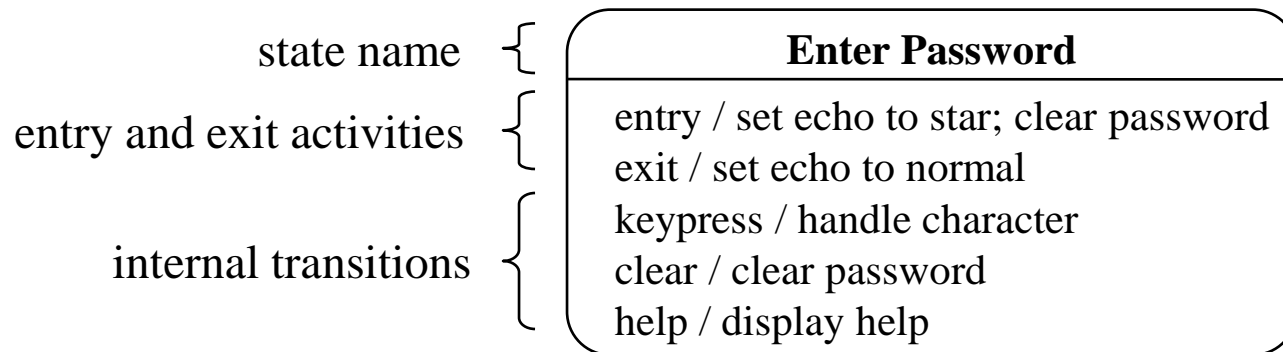 state name
Enter Password
entry and exit activities
entry / set echo to star; clear password
exit / set echo to normal
internal transitions
keypress / handle character
clear / clear password
help / display help